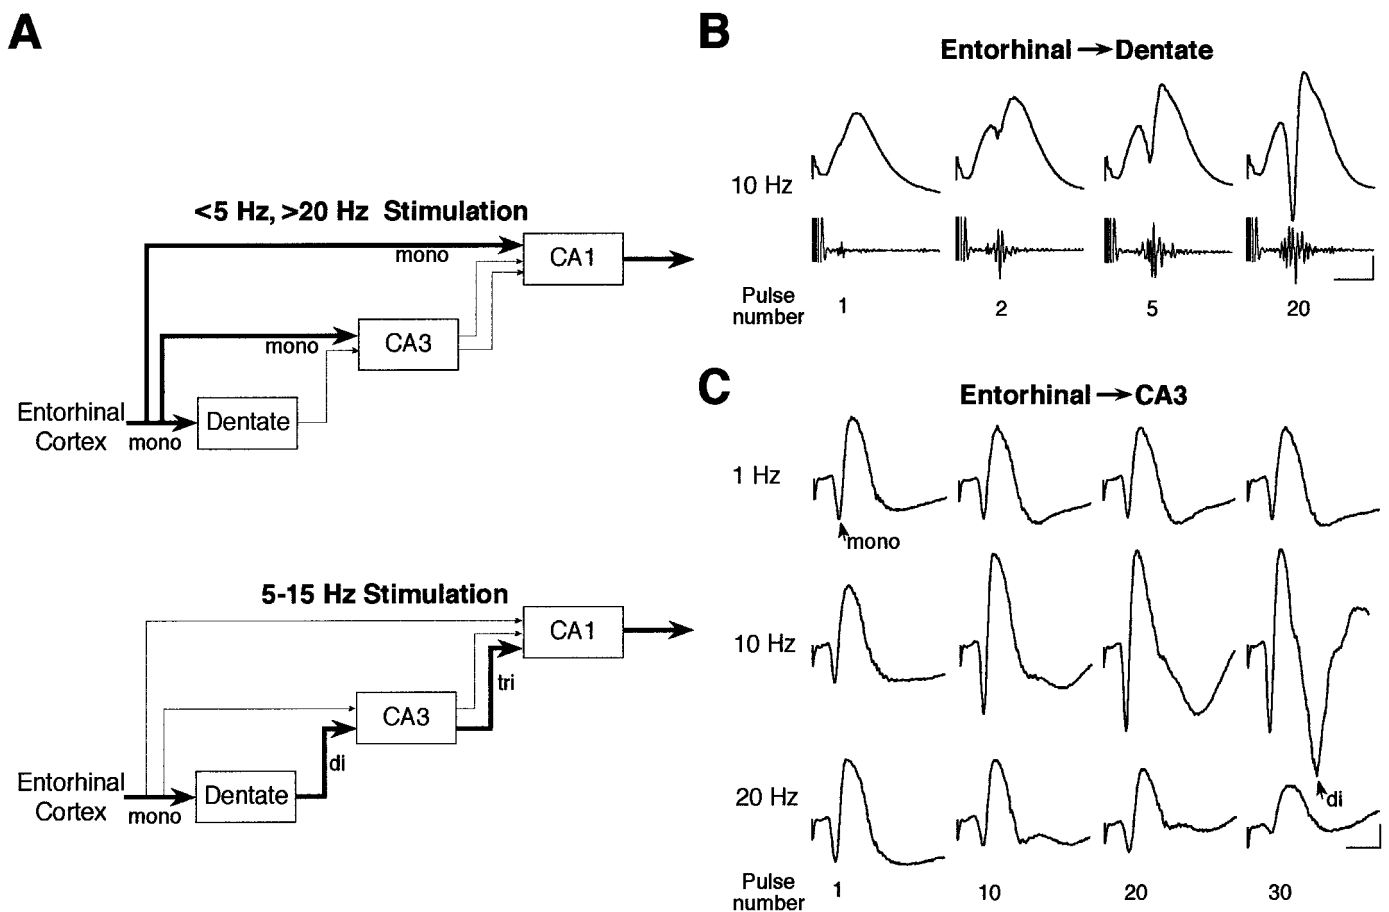 A
<5 Hz, >20 Hz Stimulation
mono
CA1
mono
CA3
Entorhinal
Cortex
mono
Dentate
5-15 Hz Stimulation
CA1
tri
CA3
di
Entorhinal
Cortex
mono
Dentate
B
Entorhinal → Dentate
10 Hz
Pulse
number
1 2 5 20
C
Entorhinal → CA3
1 Hz
mono
10 Hz
di
20 Hz
Pulse
number
1 10 20 30